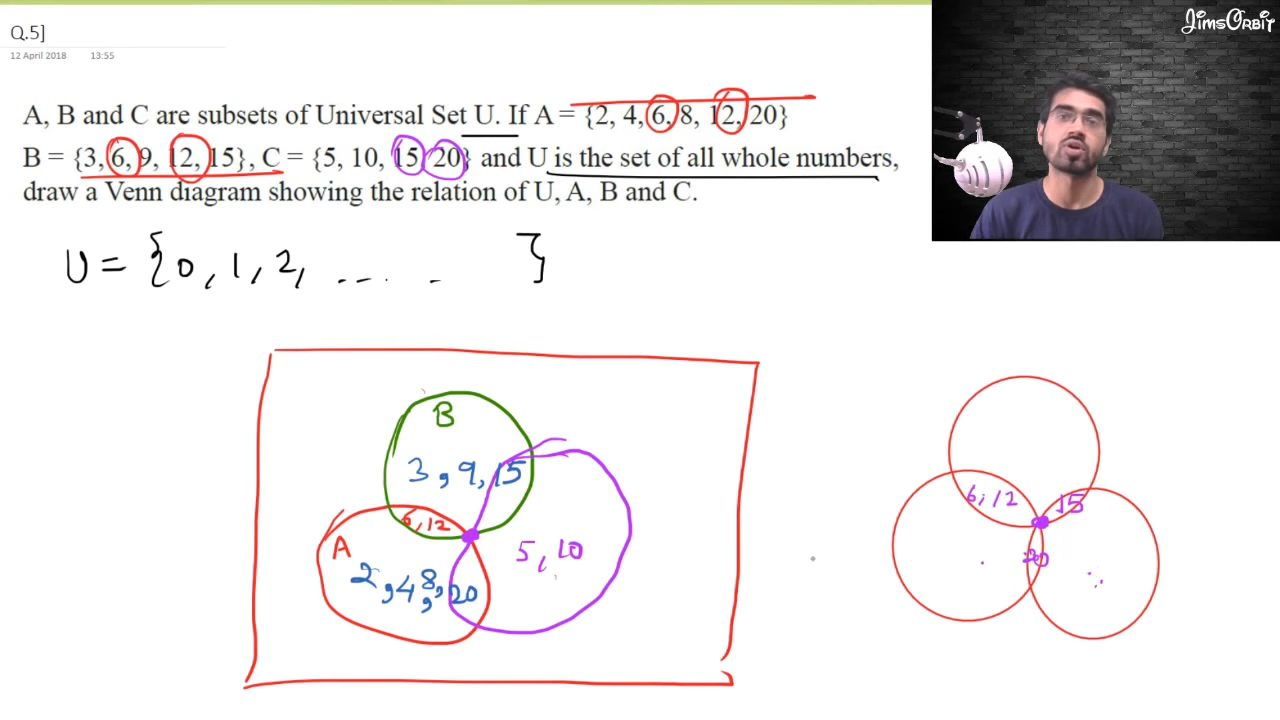 Q.5]
12 April 2018 13:55
JimsOrbit
A, B and C are subsets of Universal Set U. If A = {2, 4, 6, 8, 12, 20}
B = {3, 6, 9, 12, 15}, C = {5, 10, 15, 20} and U is the set of all whole numbers,
draw a Venn diagram showing the relation of U, A, B and C.
U = {0, 1, 2, ..... }
B
3, 9, 15
6, 12
A
2, 4, 8, 20
5, 10
6, 12
15
20